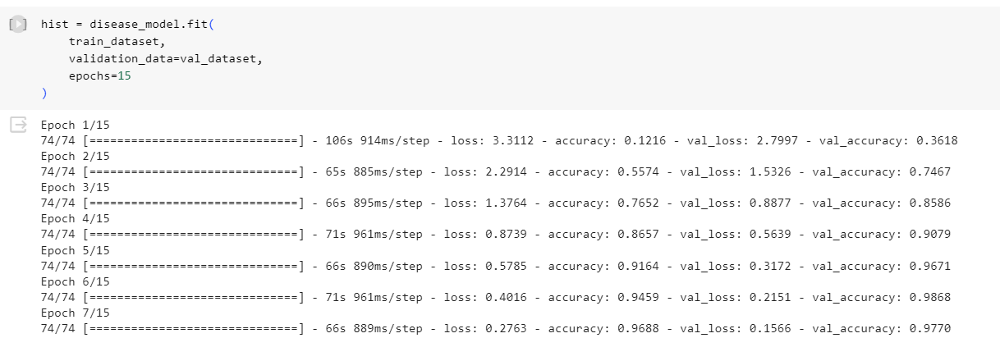 hist = disease_model.fit(
    train_dataset,
    validation_data=val_dataset,
    epochs=15
)
Epoch 1/15
74/74 [==============================] - 106s 914ms/step - loss: 3.3112 - accuracy: 0.1216 - val_loss: 2.7997 - val_accuracy: 0.3618
Epoch 2/15
74/74 [==============================] - 65s 885ms/step - loss: 2.2914 - accuracy: 0.5574 - val_loss: 1.5326 - val_accuracy: 0.7467
Epoch 3/15
74/74 [==============================] - 66s 895ms/step - loss: 1.3764 - accuracy: 0.7652 - val_loss: 0.8877 - val_accuracy: 0.8586
Epoch 4/15
74/74 [==============================] - 71s 961ms/step - loss: 0.8739 - accuracy: 0.8657 - val_loss: 0.5639 - val_accuracy: 0.9079
Epoch 5/15
74/74 [==============================] - 66s 890ms/step - loss: 0.5785 - accuracy: 0.9164 - val_loss: 0.3172 - val_accuracy: 0.9671
Epoch 6/15
74/74 [==============================] - 71s 961ms/step - loss: 0.4016 - accuracy: 0.9459 - val_loss: 0.2151 - val_accuracy: 0.9868
Epoch 7/15
74/74 [==============================] - 66s 889ms/step - loss: 0.2763 - accuracy: 0.9688 - val_loss: 0.1566 - val_accuracy: 0.9770